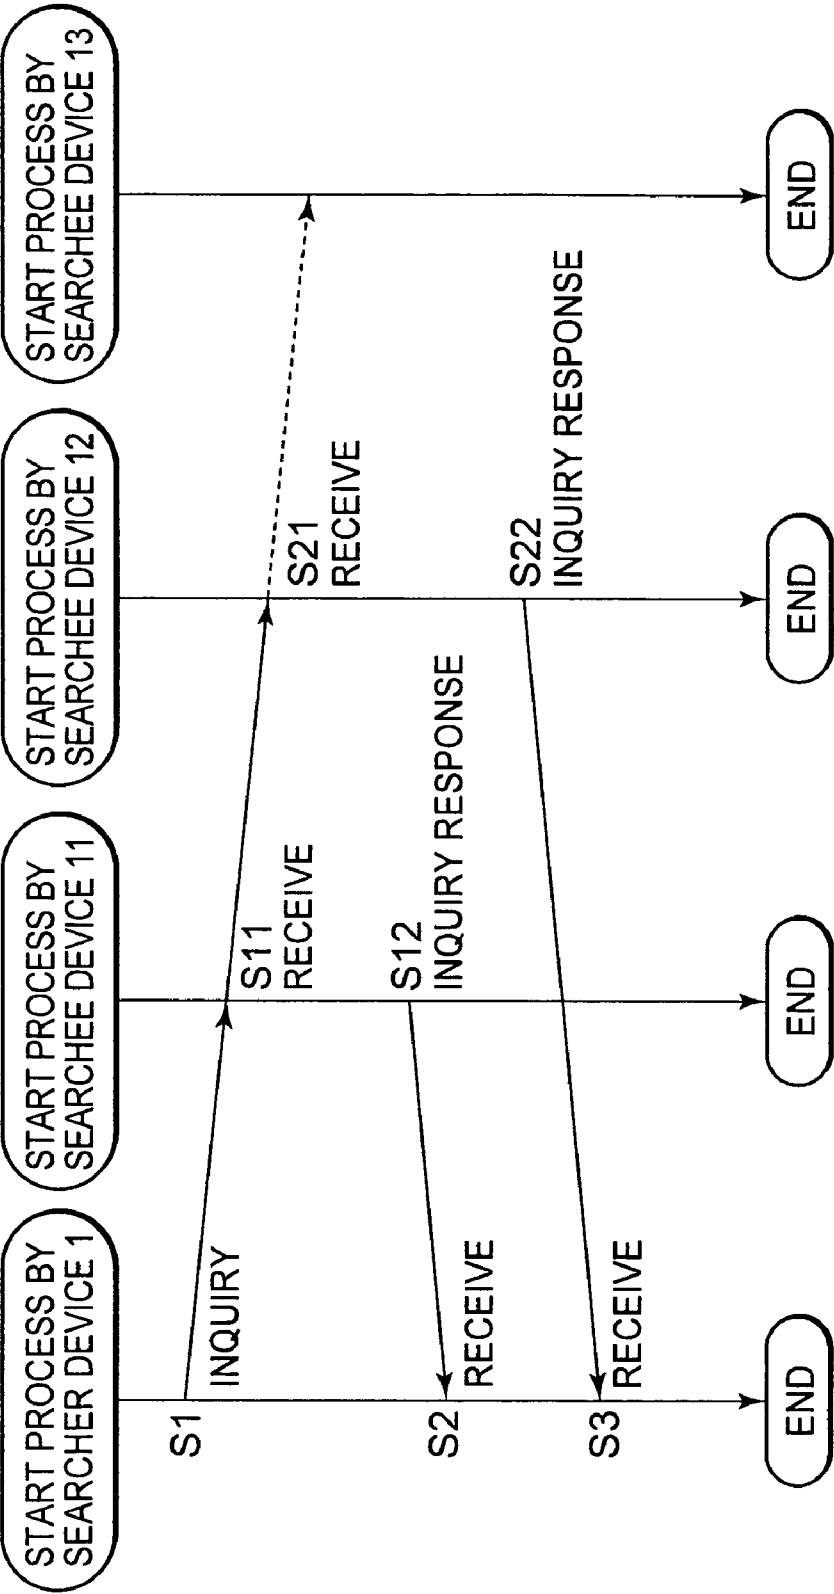 START PROCESS BY
SEARCHER DEVICE 1
START PROCESS BY
SEARCHEE DEVICE 11
START PROCESS BY
SEARCHEE DEVICE 12
START PROCESS BY
SEARCHEE DEVICE 13
S1
INQUIRY
S11
RECEIVE
S21
RECEIVE
S12
INQUIRY RESPONSE
S2
RECEIVE
S22
INQUIRY RESPONSE
S3
RECEIVE
END
END
END
END